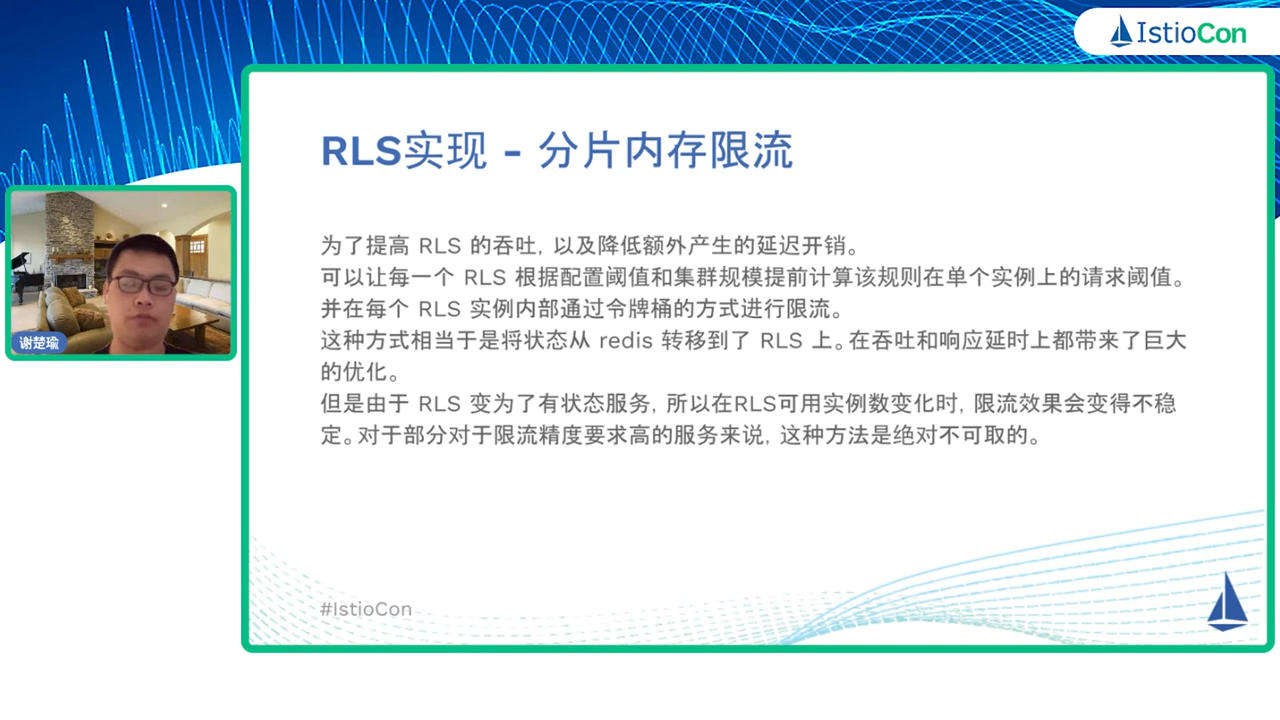 IstioCon
RLS实现 - 分片内存限流
为了提高 RLS 的吞吐, 以及降低额外产生的延迟开销。
可以让每一个 RLS 根据配置阈值和集群规模提前计算该规则在单个实例上的请求阈值。
并在每个 RLS 实例内部通过令牌桶的方式进行限流。
这种方式相当于是将状态从 redis 转移到了 RLS 上。在吞吐和响应延时上都带来了巨大
的优化。
但是由于 RLS 变为了有状态服务, 所以在RLS可用实例数变化时, 限流效果会变得不稳
定。对于部分对于限流精度要求高的服务来说, 这种方法是绝对不可取的。
谢楚瑜
#IstioCon